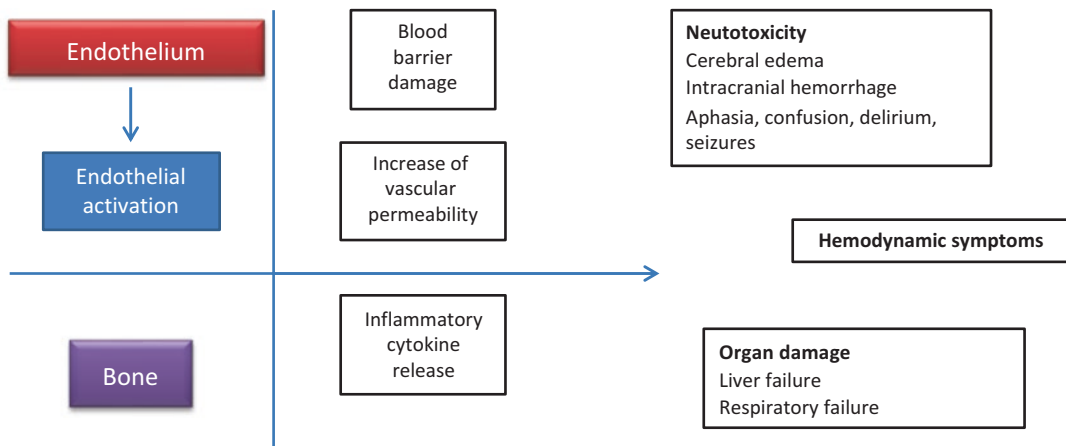 Endothelium
Endothelial
activation
Bone
Blood
barrier
damage
Increase of
vascular
permeability
Inflammatory
cytokine
release
Neutotoxicity
Cerebral edema
Intracranial hemorrhage
Aphasia, confusion, delirium,
seizures
Hemodynamic symptoms
Organ damage
Liver failure
Respiratory failure